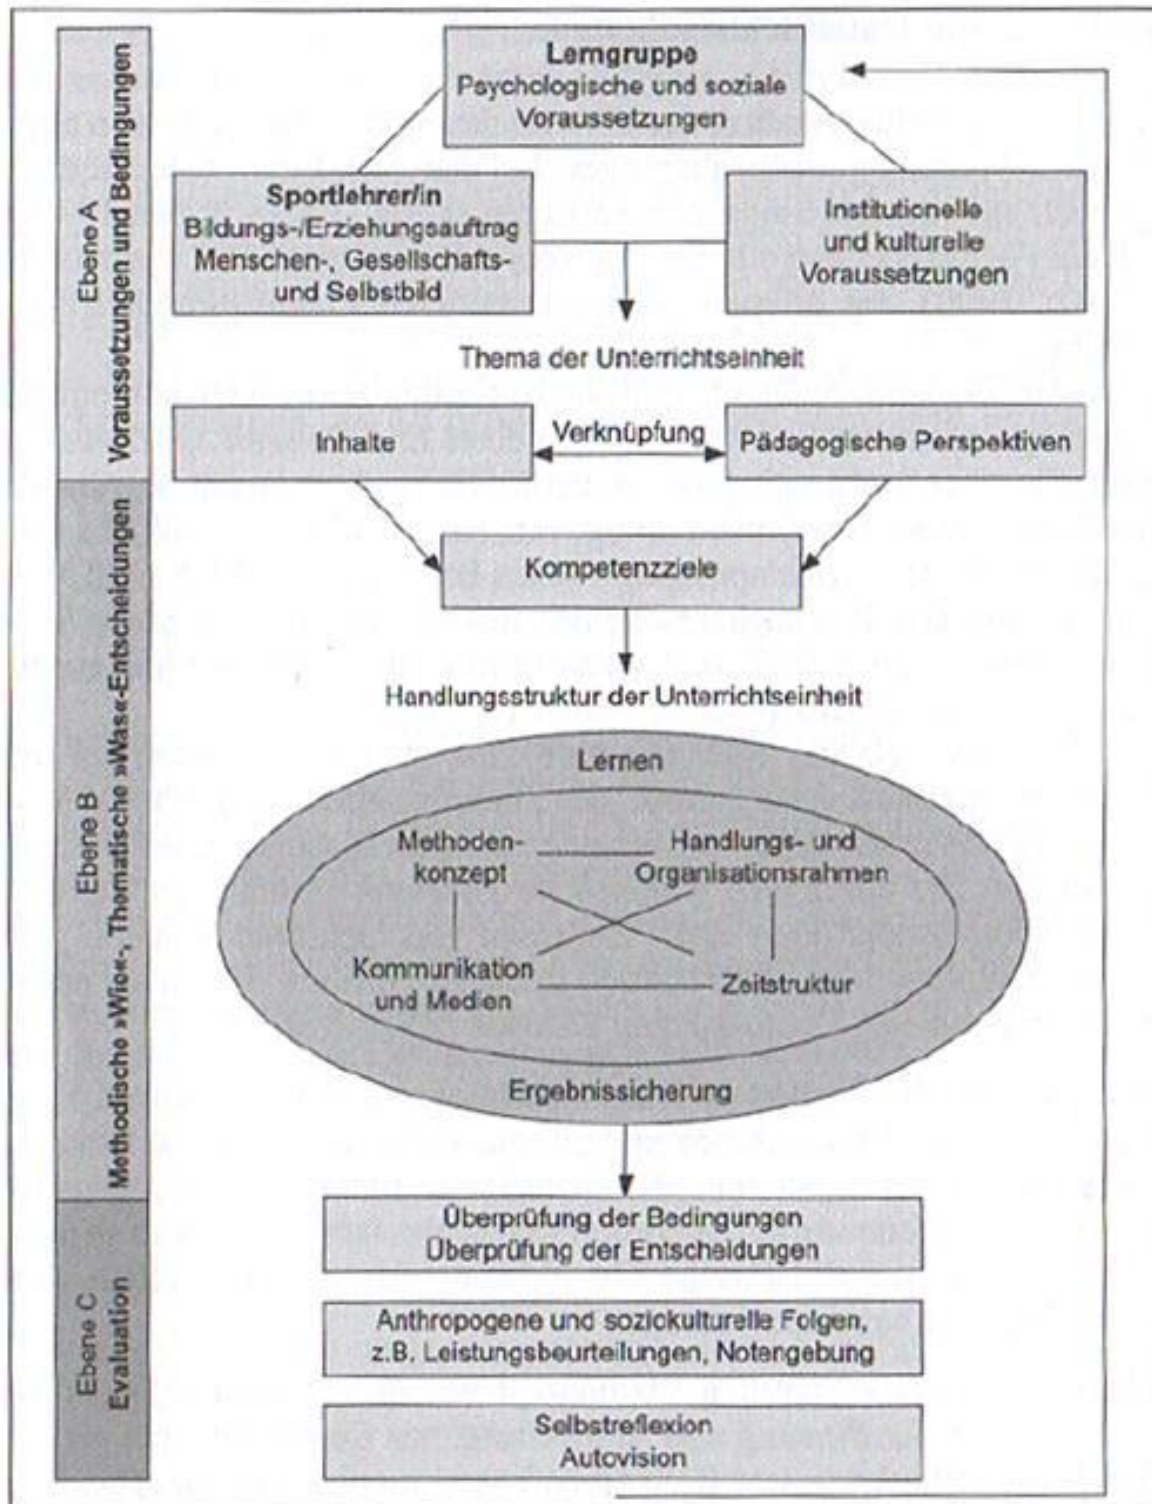 Ebene A
Voraussetzungen und Bedingungen
Lerngruppe
Psychologische und soziale
Voraussetzungen
Sportlehrer/in
Bildungs-/Erziehungsauftrag
Menschen-, Gesellschafts-
und Selbstbild
Institutionelle
und kulturelle
Voraussetzungen
Thema der Unterrichtseinheit
Inhalte
Verknüpfung
Pädagogische Perspektiven
Ebene B
Methodische »Wie«-, Thematische »Was«-Entscheidungen
Kompetenzziele
Handlungsstruktur der Unterrichtseinheit
Lernen
Methoden-
konzept
Handlungs- und
Organisationsrahmen
Kommunikation
und Medien
Zeitstruktur
Ergebnissicherung
Ebene C
Evaluation
Überprüfung der Bedingungen
Überprüfung der Entscheidungen
Anthropogene und soziokulturelle Folgen,
z.B. Leistungsbeurteilungen, Notengebung
Selbstreflexion
Autovision